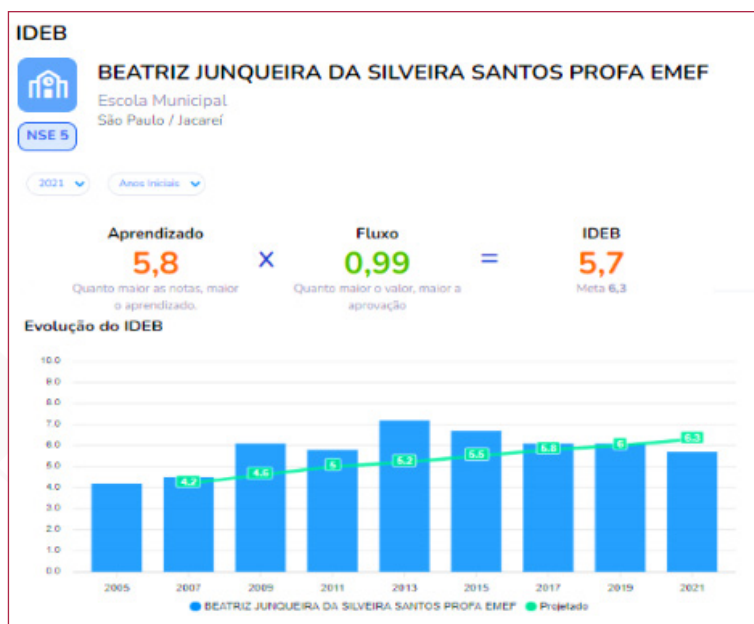 IDEB
BEATRIZ JUNQUEIRA DA SILVEIRA SANTOS PROFA EMEF
Escola Municipal
São Paulo / Jacareí
NSE 5
2021
Anos Iniciais
Aprendizado
5,8
Quanto maior as notas, maior
o aprendizado.
X
Fluxo
0,99
Quanto maior o valor, maior a
aprovação
=
IDEB
5,7
Meta 6,3
Evolução do IDEB
10.0
9.0
8.0
7.0
6.0
5.0
4.0
3.0
2.0
1.0
0.0
4.2
4.6
5
5.2
5.5
5.8
6
6.3
2005 2007 2009 2011 2013 2015 2017 2019 2021
BEATRIZ JUNQUEIRA DA SILVEIRA SANTOS PROFA EMEF Projetado